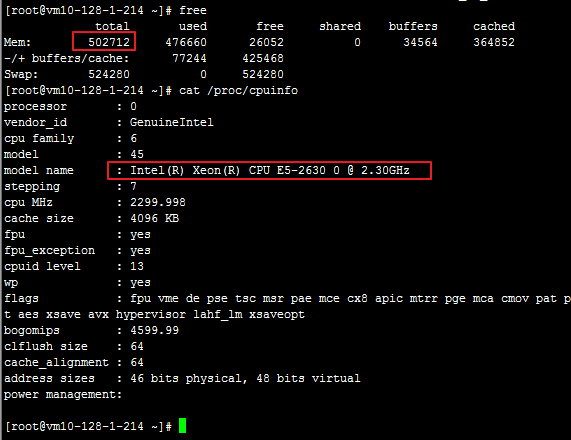 [root@vm10-128-1-214 ~]# free
             total       used       free     shared    buffers     cached
Mem:        502712     476660      26052          0      34564     364852
-/+ buffers/cache:      77244     425468
Swap:       524280          0     524280
[root@vm10-128-1-214 ~]# cat /proc/cpuinfo
processor       : 0
vendor_id       : GenuineIntel
cpu family      : 6
model           : 45
model name      : Intel(R) Xeon(R) CPU E5-2630 0 @ 2.30GHz
stepping        : 7
cpu MHz         : 2299.998
cache size      : 4096 KB
fpu             : yes
fpu_exception   : yes
cpuid level     : 13
wp              : yes
flags           : fpu vme de pse tsc msr pae mce cx8 apic mtrr pge mca cmov pat p
t aes xsave avx hypervisor lahf_lm xsaveopt
bogomips        : 4599.99
clflush size    : 64
cache_alignment : 64
address sizes   : 46 bits physical, 48 bits virtual
power management:
[root@vm10-128-1-214 ~]#